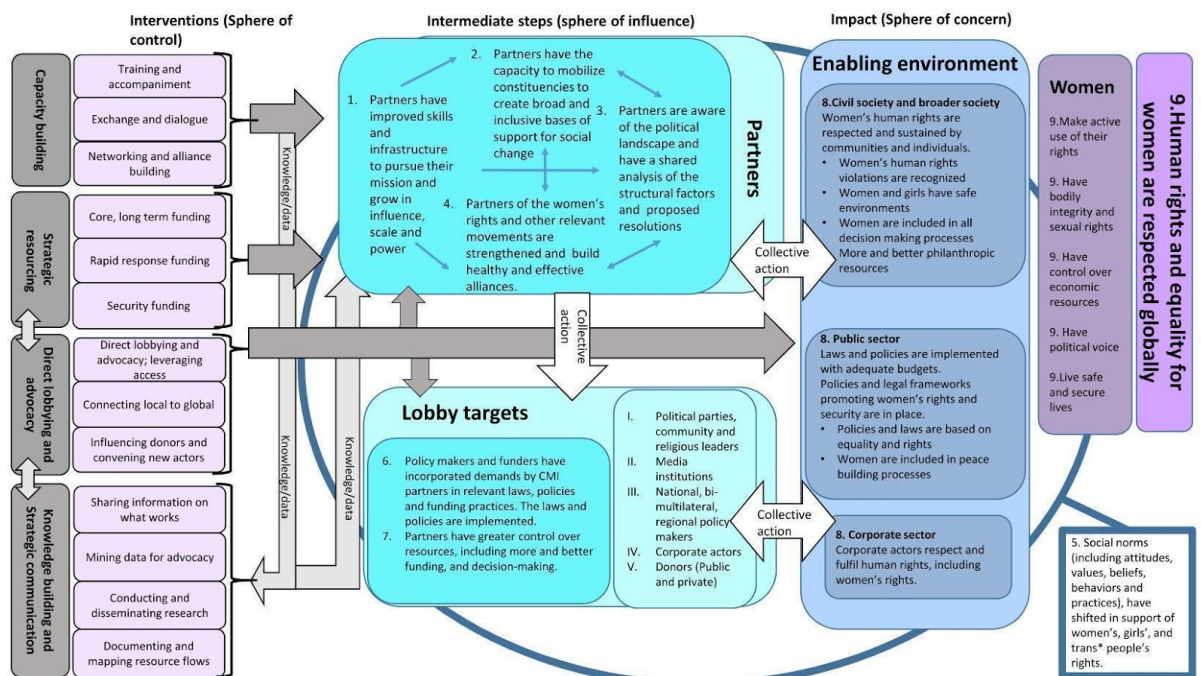 Interventions (Sphere of
control)
Capacity building
Training and
accompaniment
Exchange and dialogue
Networking and alliance
building
Strategic
resourcing
Core, long term funding
Rapid response funding
Security funding
Direct lobbying and
advocacy
Direct lobbying and
advocacy; leveraging
access
Connecting local to global
Influencing donors and
convening new actors
Knowledge building and
Strategic communication
Sharing information on
what works
Mining data for advocacy
Conducting and
disseminating research
Documenting and
mapping resource flows
Knowledge/data
Knowledge/data
Knowledge/data
Intermediate steps (sphere of influence)
Partners
1. Partners have
improved skills
and
infrastructure
to pursue their
mission and
grow in
influence,
scale and
power
2. Partners have the
capacity to mobilize
constituencies to
create broad and
inclusive bases
of support for social
change
3. Partners are aware
of the political
landscape and
have a shared
analysis of the
structural factors
and proposed
resolutions
4. Partners of the women's
rights and other relevant
movements are
strengthened and build
healthy and effective
alliances.
Collective
action
Collective
action
Collective
action
Lobby targets
6. Policy makers and funders have
incorporated demands by CMI
partners in relevant laws, policies
and funding practices. The laws
and policies are implemented.
7. Partners have greater control over
resources, including more and better
funding, and decision-making.
I. Political parties,
community and
religious leaders
II. Media
institutions
III. National, bi-
multilateral,
regional policy
makers
IV. Corporate actors
V. Donors (Public
and private)
Impact (Sphere of concern)
Enabling environment
8.Civil society and broader society
Women's human rights are
respected and sustained by
communities and individuals.
• Women's human rights
violations are recognized
• Women and girls have safe
environments
• Women are included in all
decision making processes
More and better philanthropic
resources
8. Public sector
Laws and policies are implemented
with adequate budgets.
Policies and legal frameworks
promoting women's rights and
security are in place.
• Policies and laws are based on
equality and rights
• Women are included in peace
building processes
8. Corporate sector
Corporate actors respect and
fulfil human rights, including
women's rights.
Women
9.Make active
use of their
rights
9. Have
bodily
integrity and
sexual rights
9. Have
control over
economic
resources
9. Have
political voice
9.Live safe
and secure
lives
9.Human rights and equality for
women are respected globally
5. Social norms
(including attitudes,
values, beliefs,
behaviors and
practices), have
shifted in support of
women's, girls', and
trans* people's
rights.